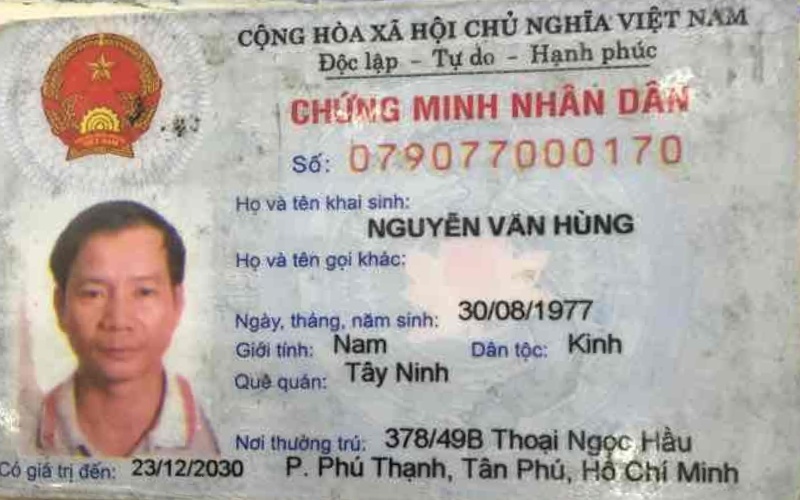 CỘNG HÒA XÃ HỘI CHỦ NGHĨA VIỆT NAM
Độc lập - Tự do - Hạnh phúc
CHỨNG MINH NHÂN DÂN
Số: 079077000170
Họ và tên khai sinh:
NGUYỄN VĂN HÙNG
Họ và tên gọi khác:
Ngày, tháng, năm sinh: 30/08/1977
Giới tính: Nam Dân tộc: Kinh
Quê quán: Tây Ninh
Nơi thường trú: 378/49B Thoại Ngọc Hầu
Có giá trị đến: 23/12/2030 P. Phú Thạnh, Tân Phú, Hồ Chí Minh